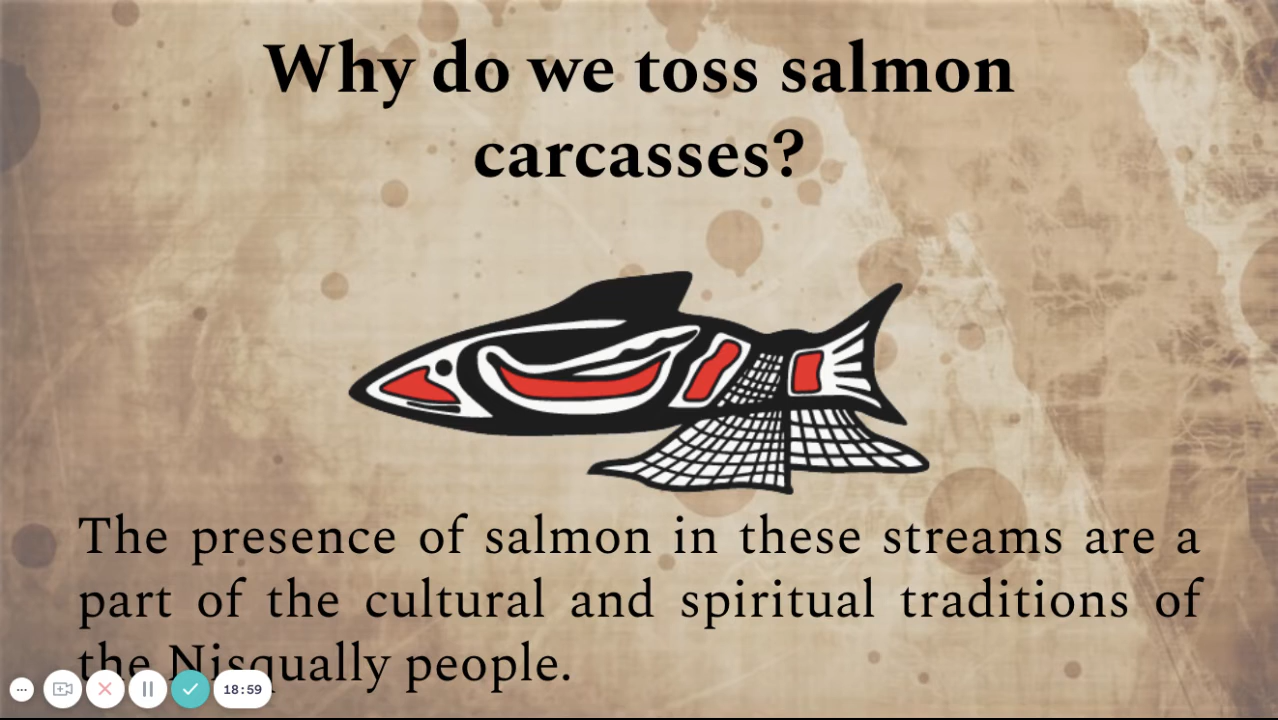 Why do we toss salmon
carcasses?
The presence of salmon in these streams are a
part of the cultural and spiritual traditions of
the Nisqually people.
18:59